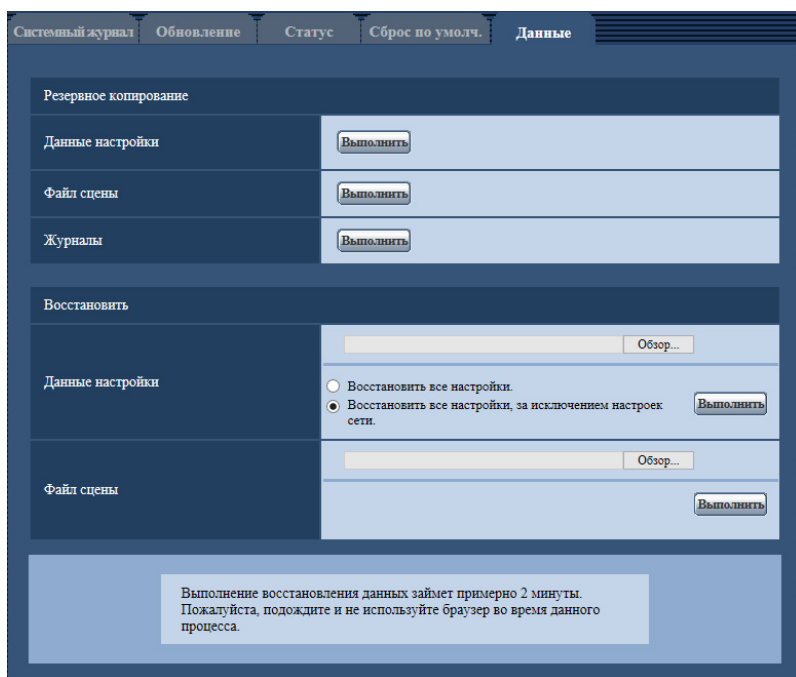 Системный журнал Обновление Статус Сброс по умолч. Данные
Резервное копирование
Данные настройки Выполнить
Файл сцены Выполнить
Журналы Выполнить
Восстановить
Обзор...
Данные настройки
Восстановить все настройки.
Восстановить все настройки, за исключением настроек
сети.
Выполнить
Обзор...
Файл сцены
Выполнить
Выполнение восстановления данных займет примерно 2 минуты.
Пожалуйста, подождите и не используйте браузер во время данного
процесса.